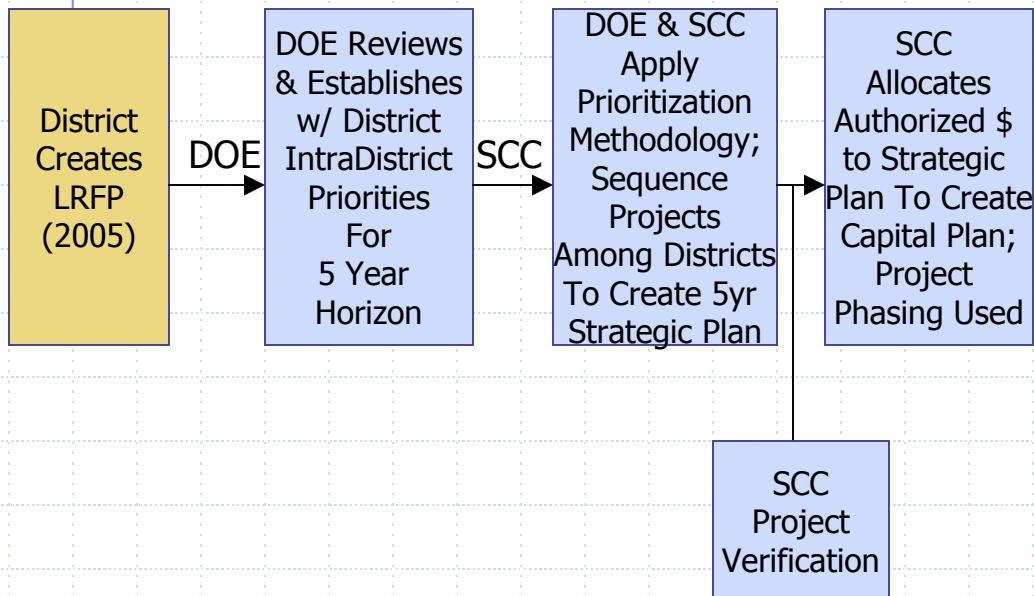 District
Creates
LRFP
(2005)
DOE
DOE Reviews
& Establishes
w/ District
IntraDistrict
Priorities
For
5 Year
Horizon
SCC
DOE & SCC
Apply
Prioritization
Methodology;
Sequence
Projects
Among Districts
To Create 5yr
Strategic Plan
SCC
Allocates
Authorized $
to Strategic
Plan To Create
Capital Plan;
Project
Phasing Used
SCC
Project
Verification